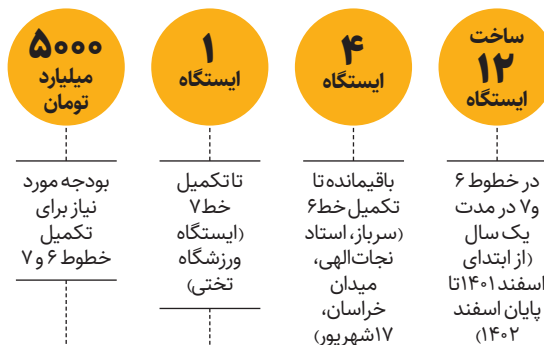 ساخت
۱۲
ایستگاه
در خطوط ۶
و ۷ در مدت
یک سال
(از ابتدای
اسفند ۱۴۰۱ تا
پایان اسفند
۱۴۰۲)
۴
ایستگاه
باقیمانده تا
تکمیل خط ۶
(سرباز، استاد
نجات‌الهی،
میدان
خراسان،
۱۷شهریور)
۱
ایستگاه
تا تکمیل
خط ۷
(ایستگاه
ورزشگاه
تختی)
۵۰۰۰
میلیارد
تومان
بودجه مورد
نیاز برای
تکمیل
خطوط ۶ و ۷